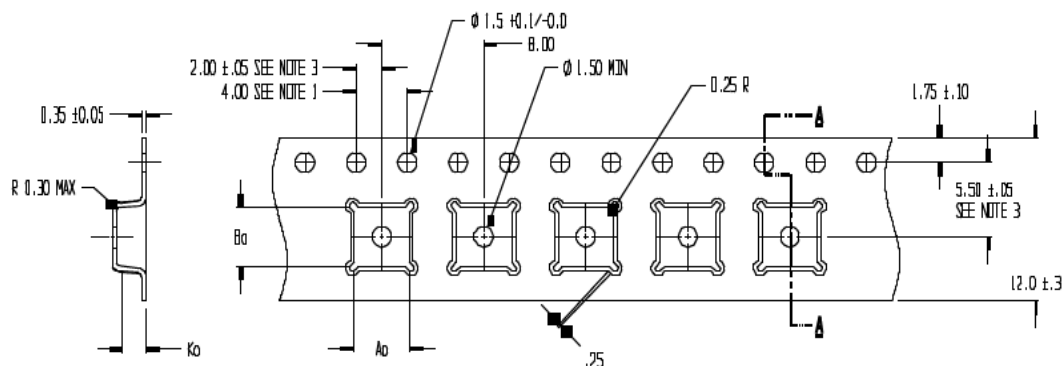 Ø 1.5 +0.1/-0.0
8.00
2.00 ±.05 SEE NOTE 3
Ø 1.50 MIN
4.00 SEE NOTE 1
0.25 R
0.35 ±0.05
1.75 ±.10
A
R 0.30 MAX
5.50 ±.05
SEE NOTE 3
Bo
12.0 ±.3
A
Ko
Ao
.25